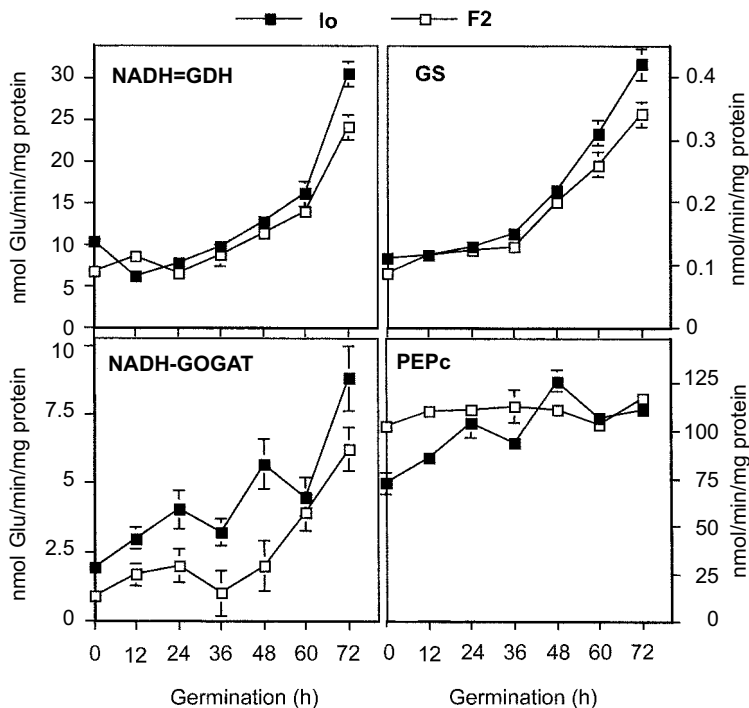 Io F2
NADH=GDH
GS
30
25
20
15
10
5
0
nmol Glu/min/mg protein
0.4
0.3
0.2
0.1
0
nmol/min/mg protein
NADH-GOGAT
PEPc
10
7.5
5
2.5
0
nmol Glu/min/mg protein
125
100
75
50
25
0
nmol/min/mg protein
0 12 24 36 48 60 72
0 12 24 36 48 60 72
Germination (h)
Germination (h)